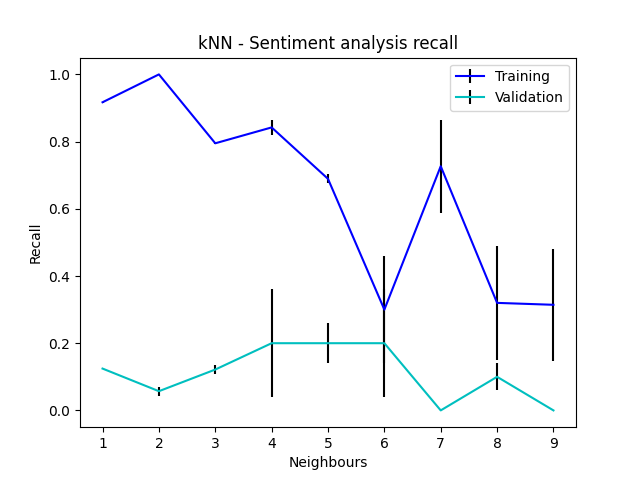 kNN - Sentiment analysis recall
Training
Validation
Recall
1.0
0.8
0.6
0.4
0.2
0.0
1 2 3 4 5 6 7 8 9
Neighbours